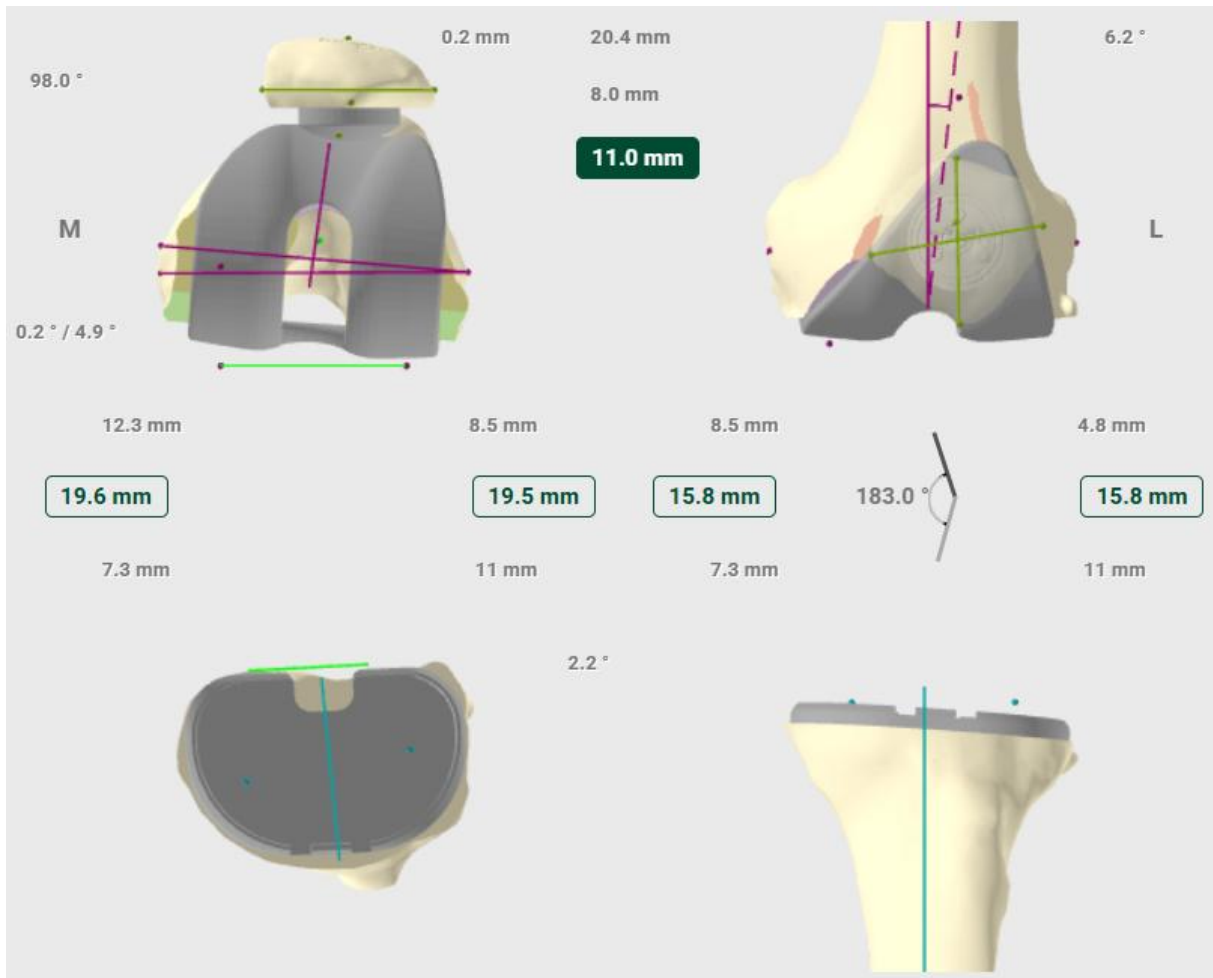 0.2 mm
20.4 mm
6.2 °
98.0 °
8.0 mm
11.0 mm
M
L
0.2 ° / 4.9 °
12.3 mm
8.5 mm
8.5 mm
4.8 mm
19.6 mm
19.5 mm
15.8 mm
183.0 °
15.8 mm
7.3 mm
11 mm
7.3 mm
11 mm
2.2 °